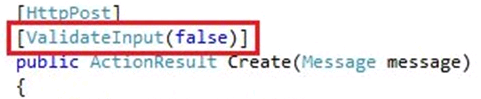 [HttpPost]
[ValidateInput(false)]
public ActionResult Create(Message message)
{